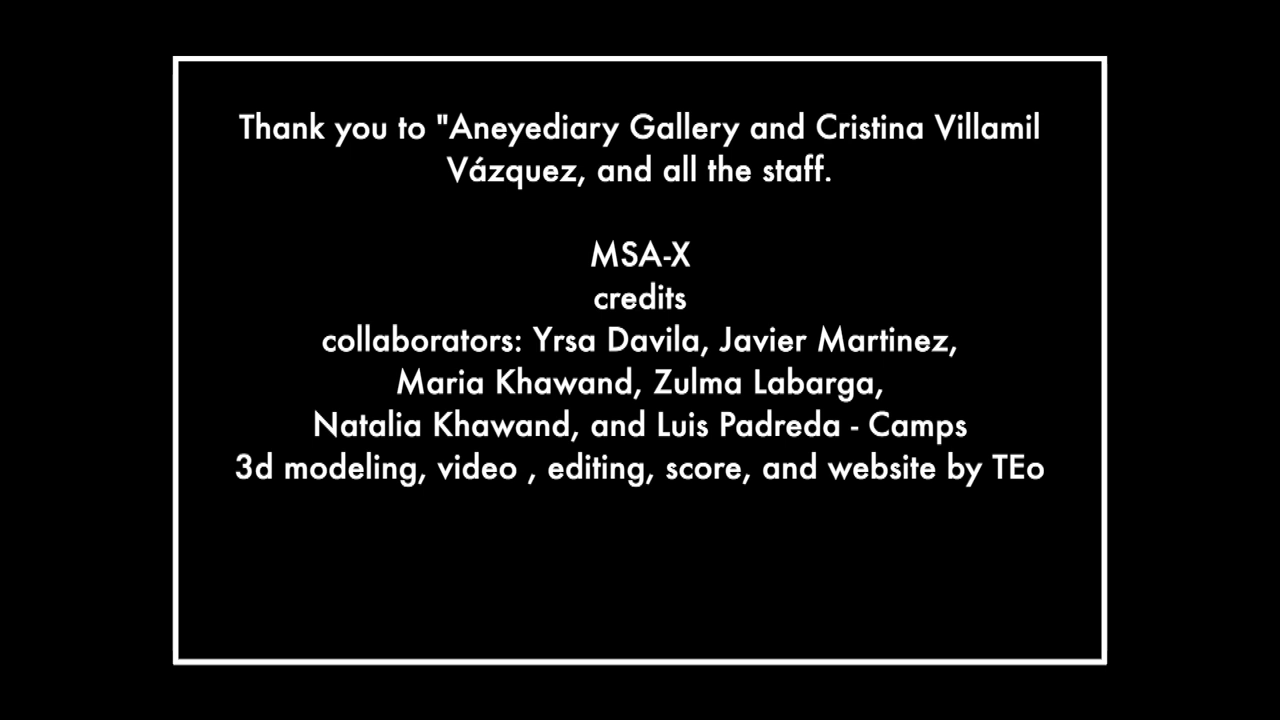 Thank you to "Aneyediary Gallery and Cristina Villamil
Vázquez, and all the staff.
MSA-X
credits
collaborators: Yrsa Davila, Javier Martinez,
Maria Khawand, Zulma Labarga,
Natalia Khawand, and Luis Padreda - Camps
3d modeling, video , editing, score, and website by TEo